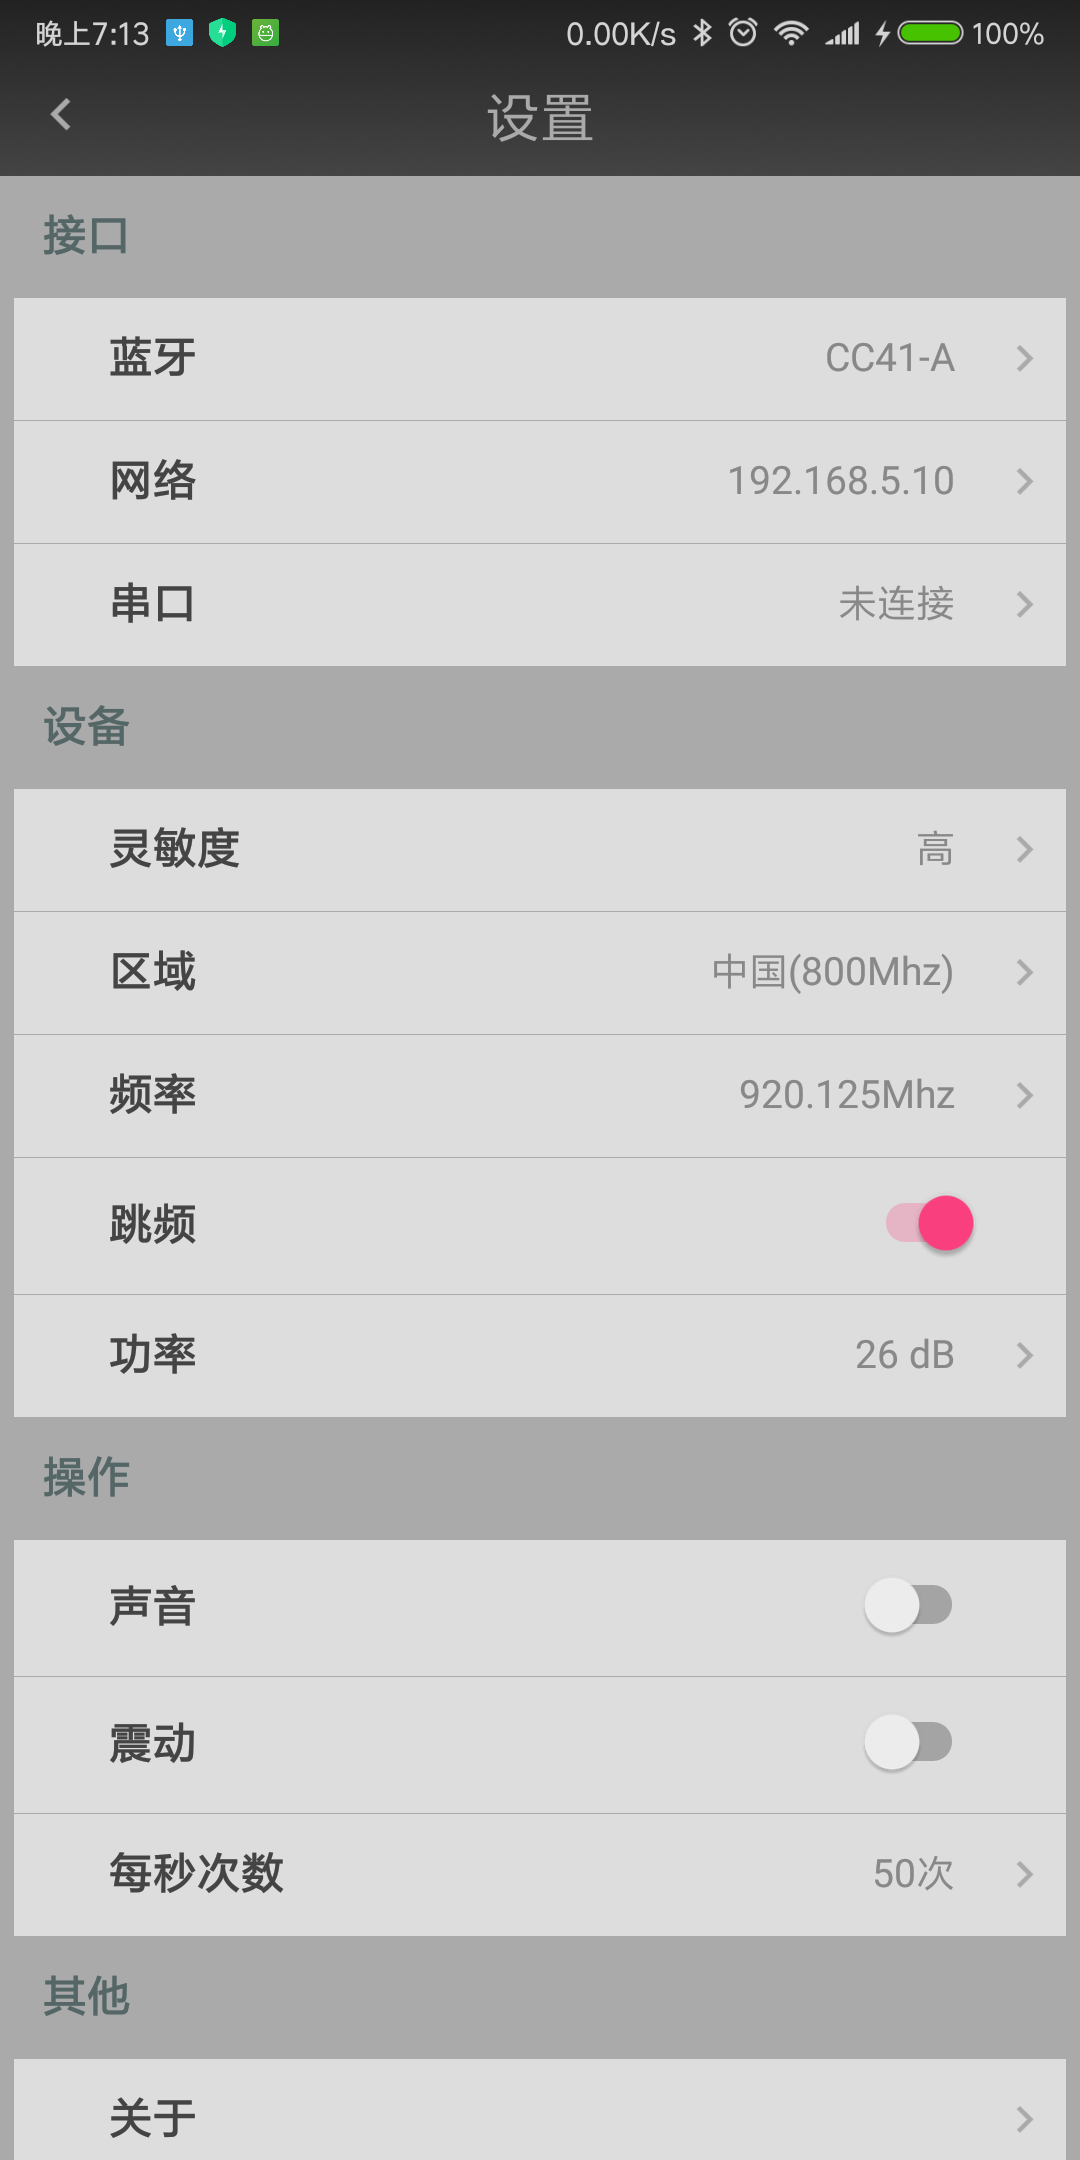 晚上7:13 0.00K/s 100%
设置
接口
蓝牙 CC41-A
网络 192.168.5.10
串口 未连接
设备
灵敏度 高
区域 中国(800Mhz)
频率 920.125Mhz
跳频
功率 26 dB
操作
声音
震动
每秒次数 50次
其他
关于